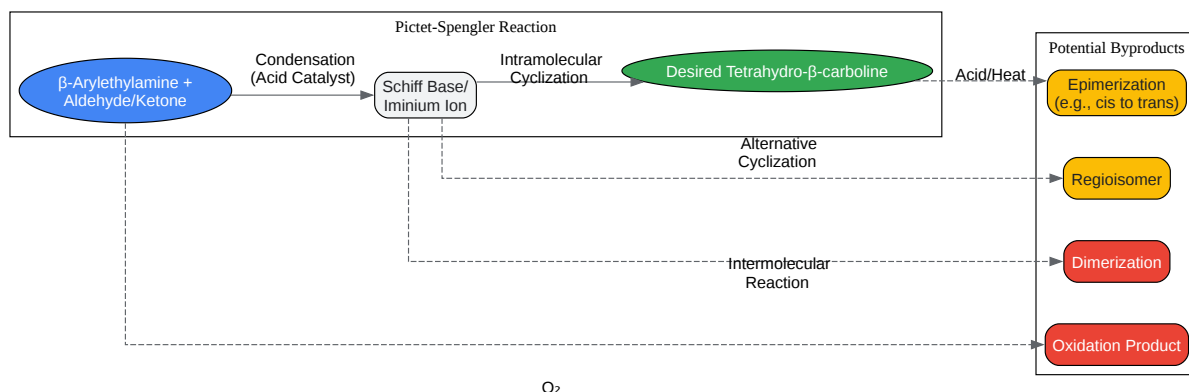 Pictet-Spengler Reaction
β-Arylethylamine +
Aldehyde/Ketone
Condensation
(Acid Catalyst)
Schiff Base/
Iminium Ion
Intramolecular
Cyclization
Desired Tetrahydro-β-carboline
Acid/Heat
Potential Byproducts
Epimerization
(e.g., cis to trans)
Alternative
Cyclization
Regioisomer
Intermolecular
Reaction
Dimerization
Oxidation Product
O₂